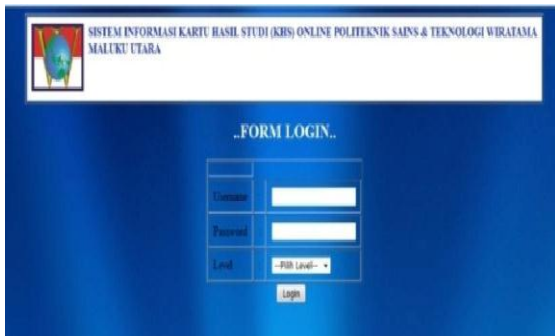 SISTEM INFORMASI KARTU HASIL STUDI (KHS) ONLINE POLITEKNIK SAINS & TEKNOLOGI WIRATAMA
MALUKU UTARA
..FORM LOGIN..
Username
Password
Level
--Pilih Level--
Login